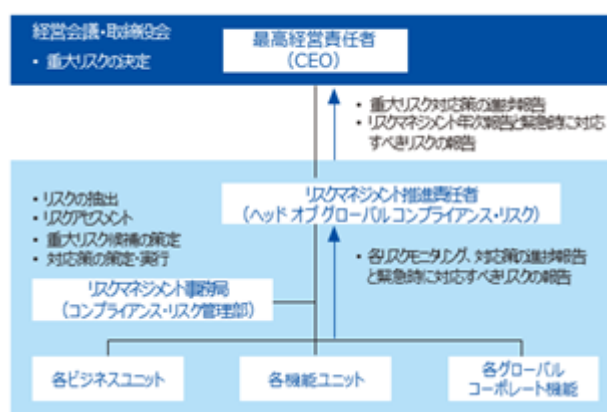 経営会議・取締役会
・ 重大リスクの決定
最高経営責任者
（CEO）
・ 重大リスク対応策の進捗報告
・ リスクマネジメント年次報告と緊急時に対応
すべきリスクの報告
・ リスクの抽出
・ リスクアセスメント
・ 重大リスク候補の策定
・ 対応策の策定・実行
リスクマネジメント推進責任者
（ヘッド オブ グローバル コンプライアンス・リスク）
・ 各リスクモニタリング、対応策の進捗報告
と緊急時に対応すべきリスクの報告
リスクマネジメント事務局
（コンプライアンス・リスク管理部）
各ビジネスユニット
各機能ユニット
各グローバル
コーポレート機能